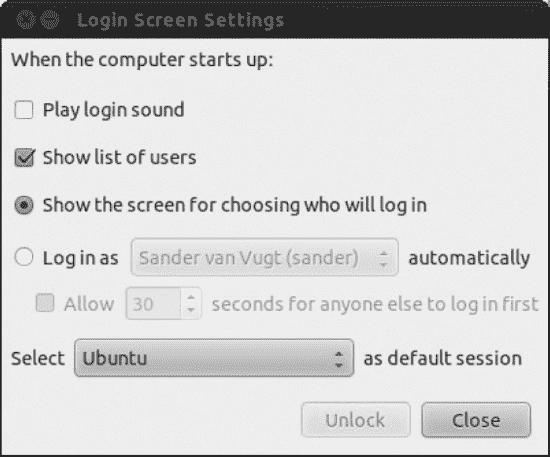 Login Screen Settings
When the computer starts up:
Play login sound
Show list of users
Show the screen for choosing who will log in
Log in as Sander van Vugt (sander) automatically
Allow 30 seconds for anyone else to log in first
Select Ubuntu as default session
Unlock Close